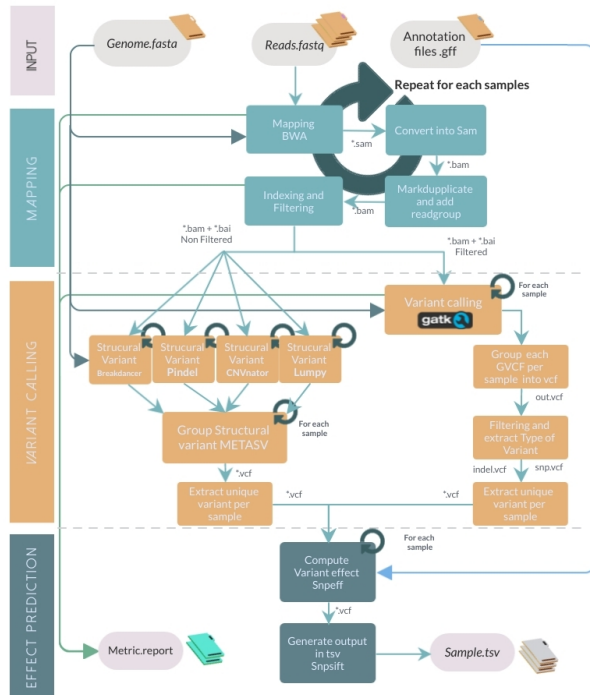 INPUT
Genome.fasta
Reads.fastq
Annotation
files .gff
Repeat for each samples
MAPPING
Mapping
BWA
*.sam
Convert into Sam
*.bam
Markdupplicate
and add
readgroup
*.bam
Indexing and
Filtering
*.bam + *.bai
Non Filtered
*.bam + *.bai
Filtered
VARIANT CALLING
For each
sample
Variant calling
gatk
Strucural
Variant
Breakdancer
Strucural
Variant
Pindel
Strucural
Variant
CNVnator
Strucural
Variant
Lumpy
Group each
GVCF per
sample into vcf
out.vcf
For each
sample
Group Structural
variant METASV
Filtering and
extract Type of
Variant
*.vcf
indel.vcf
snp.vcf
Extract unique
variant per
sample
*.vcf
*.vcf
Extract unique
variant per
sample
EFFECT PREDICTION
For each
sample
Compute
Variant effect
Snpeff
*.vcf
Generate output
in tsv
Snpsift
Metric.report
Sample.tsv